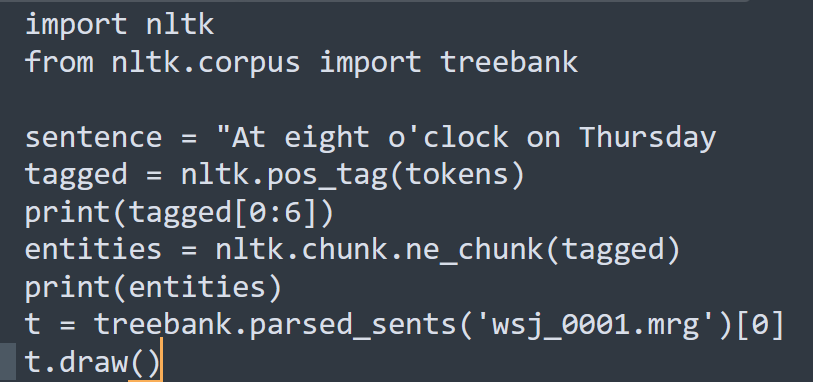 import nltk
from nltk.corpus import treebank
sentence = "At eight o'clock on Thursday
tagged = nltk.pos_tag(tokens)
print(tagged[0:6])
entities = nltk.chunk.ne_chunk(tagged)
print(entities)
t = treebank.parsed_sents('wsj_0001.mrg')[0]
t.draw()